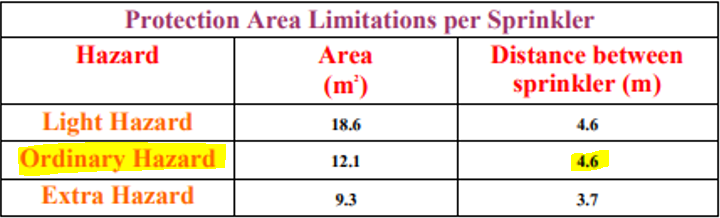 Protection Area Limitations per Sprinkler
Hazard Area Distance between
(m²) sprinkler (m)
Light Hazard 18.6 4.6
Ordinary Hazard 12.1 4.6
Extra Hazard 9.3 3.7